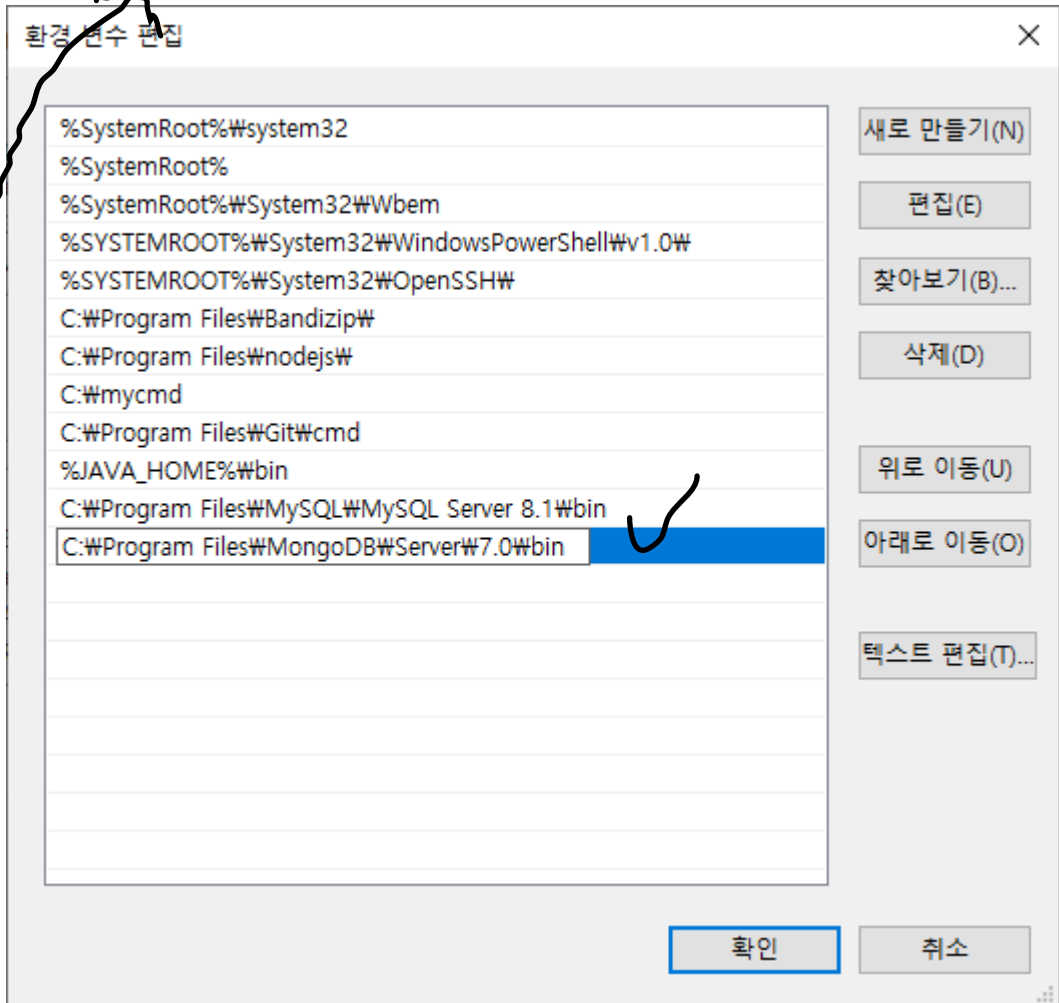 환경 변수 편집
%SystemRoot%₩system32
%SystemRoot%
%SystemRoot%₩System32₩Wbem
%SYSTEMROOT%₩System32₩WindowsPowerShell₩v1.0₩
%SYSTEMROOT%₩System32₩OpenSSH₩
C:₩Program Files₩Bandizip₩
C:₩Program Files₩nodejs₩
C:₩mycmd
C:₩Program Files₩Git₩cmd
%JAVA_HOME%₩bin
C:₩Program Files₩MySQL₩MySQL Server 8.1₩bin
C:₩Program Files₩MongoDB₩Server₩7.0₩bin
새로 만들기(N)
편집(E)
찾아보기(B)...
삭제(D)
위로 이동(U)
아래로 이동(O)
텍스트 편집(T)...
확인
취소